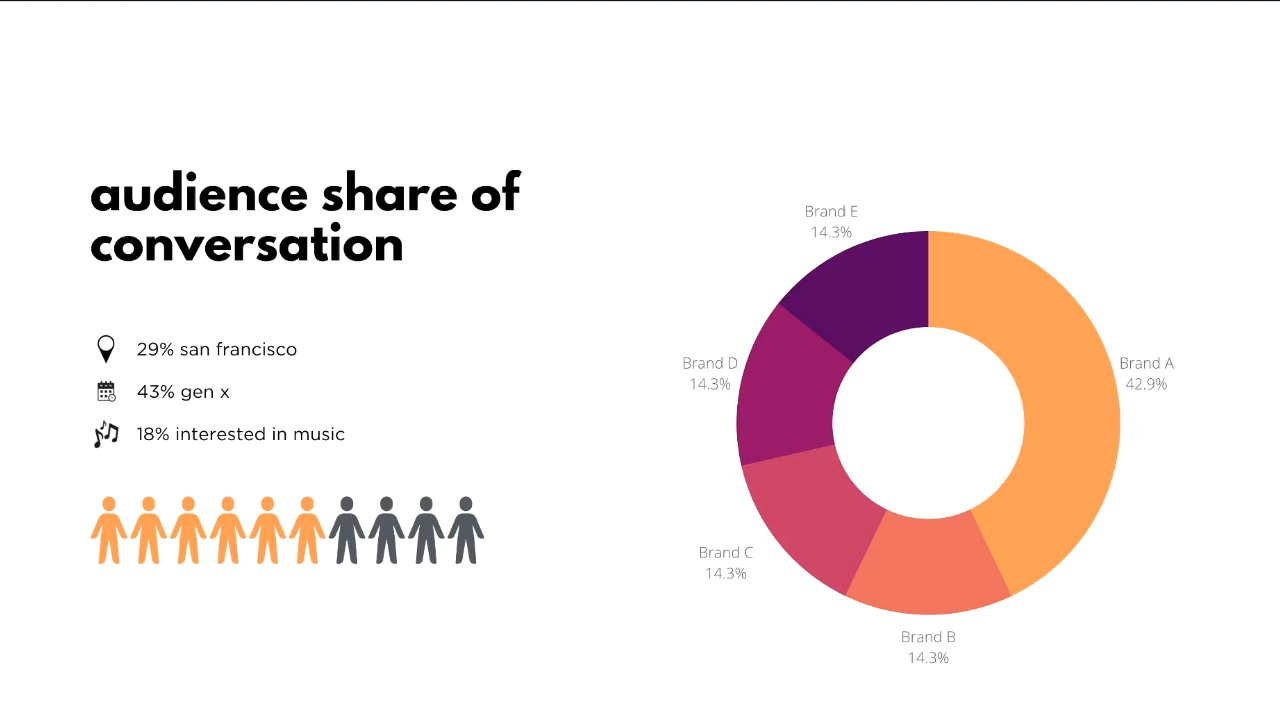 audience share of
conversation
29% san francisco
43% gen x
18% interested in music
Brand E
14.3%
Brand D
14.3%
Brand A
42.9%
Brand C
14.3%
Brand B
14.3%